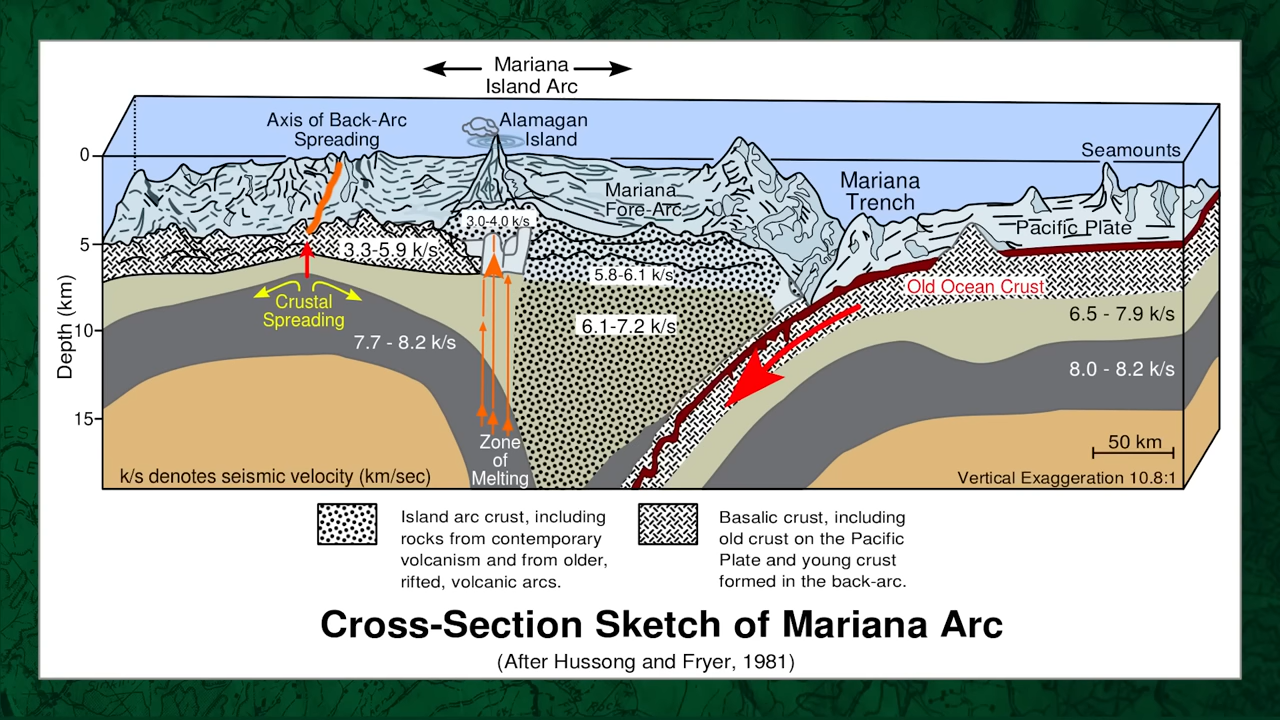 Mariana
Island Arc
Axis of Back-Arc
Spreading
Alamagan
Island
0
Seamounts
Mariana
Fore-Arc
Mariana
Trench
3.0-4.0 k/s
Pacific Plate
5
3.3-5.9 k/s
5.8-6.1 k/s
Old Ocean Crust
Crustal
Spreading
6.1-7.2 k/s
6.5 - 7.9 k/s
10
7.7 - 8.2 k/s
8.0 - 8.2 k/s
Depth (km)
15
Zone
of
Melting
50 km
k/s denotes seismic velocity (km/sec)
Vertical Exaggeration 10.8:1
Island arc crust, including
rocks from contemporary
volcanism and from older,
rifted, volcanic arcs.
Basalic crust, including
old crust on the Pacific
Plate and young crust
formed in the back-arc.
Cross-Section Sketch of Mariana Arc
(After Hussong and Fryer, 1981)